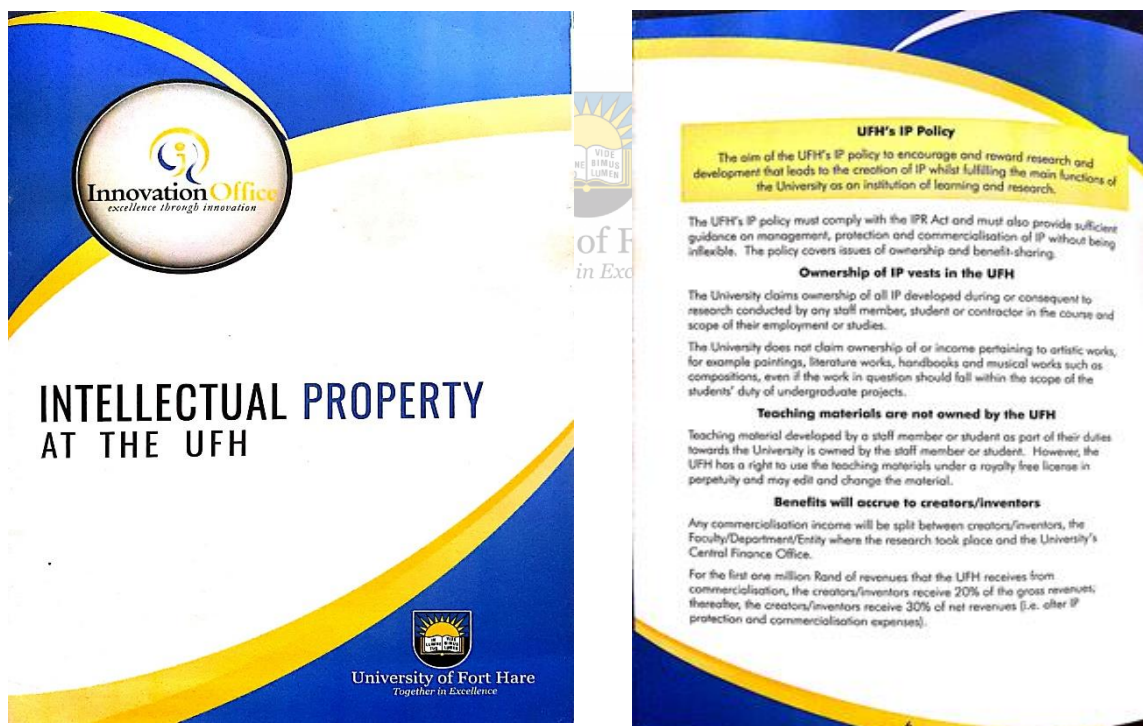 Innovation Office
excellence through innovation
INTELLECTUAL PROPERTY
AT THE UFH
University of Fort Hare
Together in Excellence
VIDE
BIMUS
LUMEN
of F
in Exc
UFH's IP Policy
The aim of the UFH's IP policy to encourage and reward research and
development that leads to the creation of IP whilst fulfilling the main functions of
the University as an institution of learning and research.
The UFH's IP policy must comply with the IPR Act and must also provide sufficient
guidance on management, protection and commercialisation of IP without being
inflexible. The policy covers issues of ownership and benefit-sharing.
Ownership of IP vests in the UFH
The University claims ownership of all IP developed during or consequent to
research conducted by any staff member, student or contractor in the course and
scope of their employment or studies.
The University does not claim ownership of or income pertaining to artistic works,
for example paintings, literature works, handbooks and musical works such as
compositions, even if the work in question should fall within the scope of the
students' duty of undergraduate projects.
Teaching materials are not owned by the UFH
Teaching material developed by a staff member or student as part of their duties
towards the University is owned by the staff member or student. However, the
UFH has a right to use the teaching materials under a royalty free license in
perpetuity and may edit and change the material.
Benefits will accrue to creators/inventors
Any commercialisation income will be split between creators/inventors, the
Faculty/Department/Entity where the research took place and the University's
Central Finance Office.
For the first one million Rand of revenues that the UFH receives from
commercialisation, the creators/inventors receive 20% of the gross revenues;
thereafter, the creators/inventors receive 30% of net revenues (i.e. after IP
protection and commercialisation expenses).